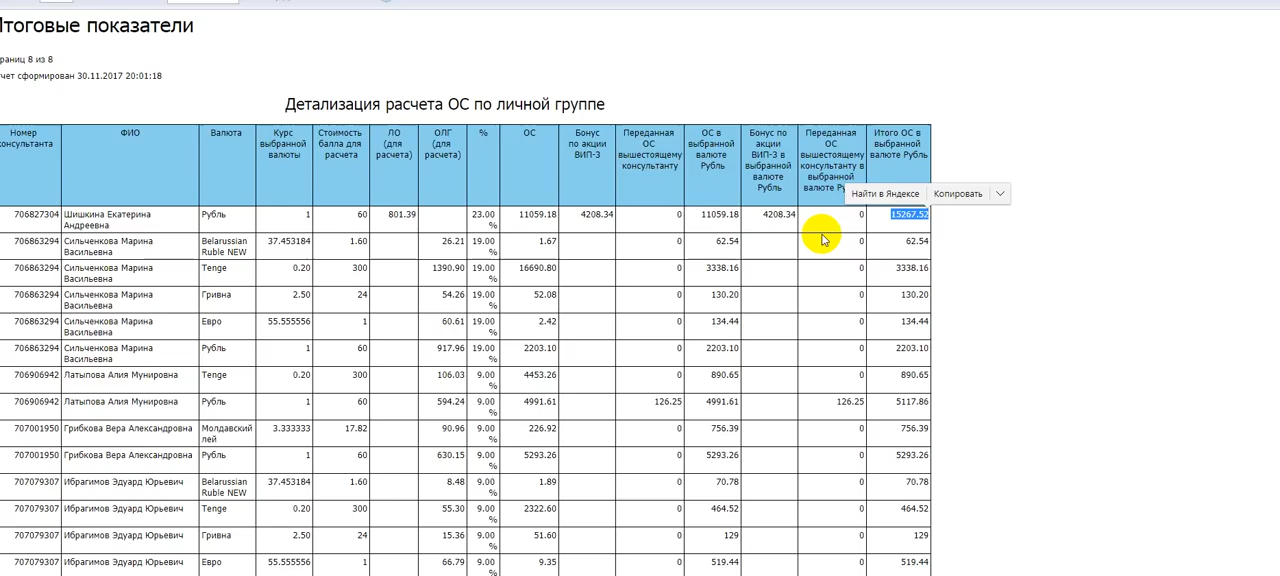 Итоговые показатели
раниц 8 из 8
чет сформирован 30.11.2017 20:01:18
Детализация расчета ОС по личной группе
Номер консультанта ФИО Валюта Курс выбранной валюты Стоимость балла для расчета ЛО (для расчета) ОЛГ (для расчета) % ОС Бонус по акции ВИП-3 Переданная ОС вышестоящему консультанту ОС в выбранной валюте Рубль Бонус по акции ВИП-3 в выбранной валюте Рубль Переданная ОС вышестоящему консультанту в выбранной валюте Итого ОС в выбранной валюте Рубль
Найти в Яндексе Копировать
706827304 Шишкина Екатерина Андреевна Рубль 1 60 801.39 23.00 % 11059.18 4208.34 0 11059.18 4208.34 0 15267.52
706863294 Сильченкова Марина Васильевна Belarussian Ruble NEW 37.453184 1.60 26.21 19.00 % 1.67 0 62.54 0 62.54
706863294 Сильченкова Марина Васильевна Tenge 0.20 300 1390.90 19.00 % 16690.80 0 3338.16 0 3338.16
706863294 Сильченкова Марина Васильевна Гривна 2.50 24 54.26 19.00 % 52.08 0 130.20 0 130.20
706863294 Сильченкова Марина Васильевна Евро 55.555556 1 60.61 19.00 % 2.42 0 134.44 0 134.44
706863294 Сильченкова Марина Васильевна Рубль 1 60 917.96 19.00 % 2203.10 0 2203.10 0 2203.10
706906942 Латыпова Алия Мунировна Tenge 0.20 300 106.03 9.00 % 4453.26 0 890.65 0 890.65
706906942 Латыпова Алия Мунировна Рубль 1 60 594.24 9.00 % 4991.61 126.25 4991.61 126.25 5117.86
707001950 Грибкова Вера Александровна Молдавский лей 3.333333 17.82 90.96 9.00 % 226.92 0 756.39 0 756.39
707001950 Грибкова Вера Александровна Рубль 1 60 630.15 9.00 % 5293.26 0 5293.26 0 5293.26
707079307 Ибрагимов Эдуард Юрьевич Belarussian Ruble NEW 37.453184 1.60 8.48 9.00 % 1.89 0 70.78 0 70.78
707079307 Ибрагимов Эдуард Юрьевич Tenge 0.20 300 55.30 9.00 % 2322.60 0 464.52 0 464.52
707079307 Ибрагимов Эдуард Юрьевич Гривна 2.50 24 15.36 9.00 % 51.60 0 129 0 129
707079307 Ибрагимов Эдуард Юрьевич Евро 55.555556 1 66.79 9.00 % 9.35 0 519.44 0 519.44